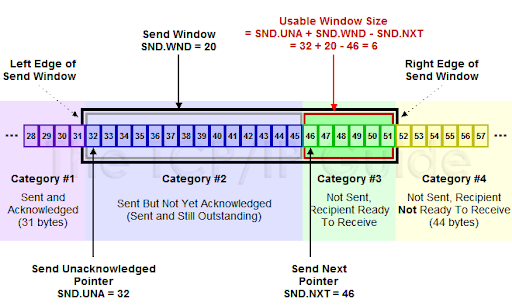 Send Window
SND.WND = 20
Usable Window Size
= SND.UNA + SND.WND - SND.NXT
= 32 + 20 - 46 = 6
Left Edge of
Send Window
Right Edge of
Send Window
... 28 29 30 31 32 33 34 35 36 37 38 39 40 41 42 43 44 45 46 47 48 49 50 51 52 53 54 55 56 57 ...
The TCP/IP Guide
Category #1
Sent and
Acknowledged
(31 bytes)
Category #2
Sent But Not Yet Acknowledged
(Sent and Still Outstanding)
Category #3
Not Sent,
Recipient Ready
To Receive
Category #4
Not Sent, Recipient
Not Ready To Receive
(44 bytes)
Send Unacknowledged
Pointer
SND.UNA = 32
Send Next
Pointer
SND.NXT = 46